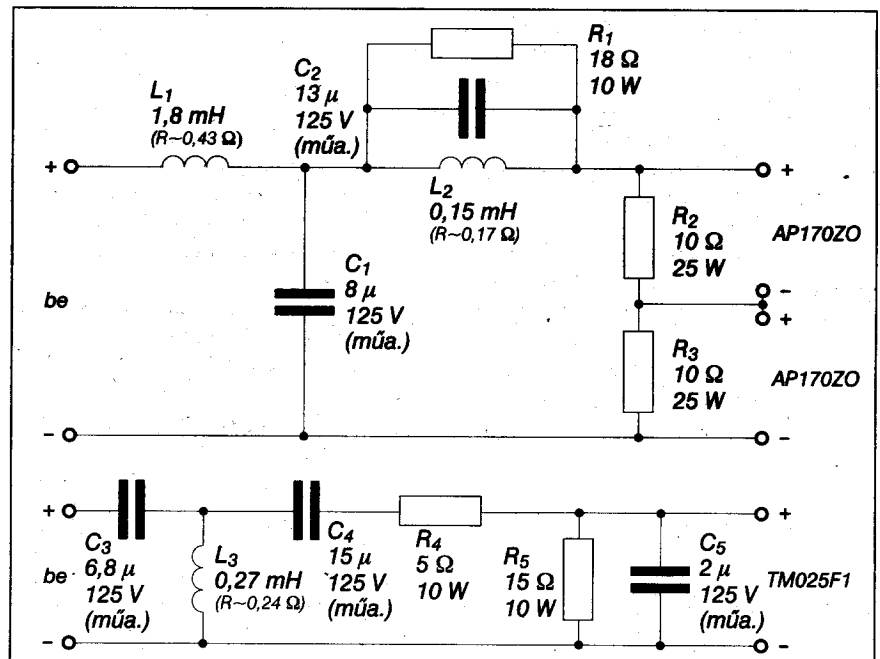 R1
18 Ω
10 W
C2
13 μ
125 V
(műa.)
L1
1,8 mH
(R~0,43 Ω)
+
+
L2
0,15 mH
(R~0,17 Ω)
R2
10 Ω
25 W
AP170ZO
-
+
be
C1
8 μ
125 V
(műa.)
R3
10 Ω
25 W
AP170ZO
-
-
+
C3
6,8 μ
125 V
(műa.)
be
L3
0,27 mH
(R~0,24 Ω)
C4
15 μ
125 V
(műa.)
R4
5 Ω
10 W
R5
15 Ω
10 W
C5
2 μ
125 V
(műa.)
+
TM025F1
-
-